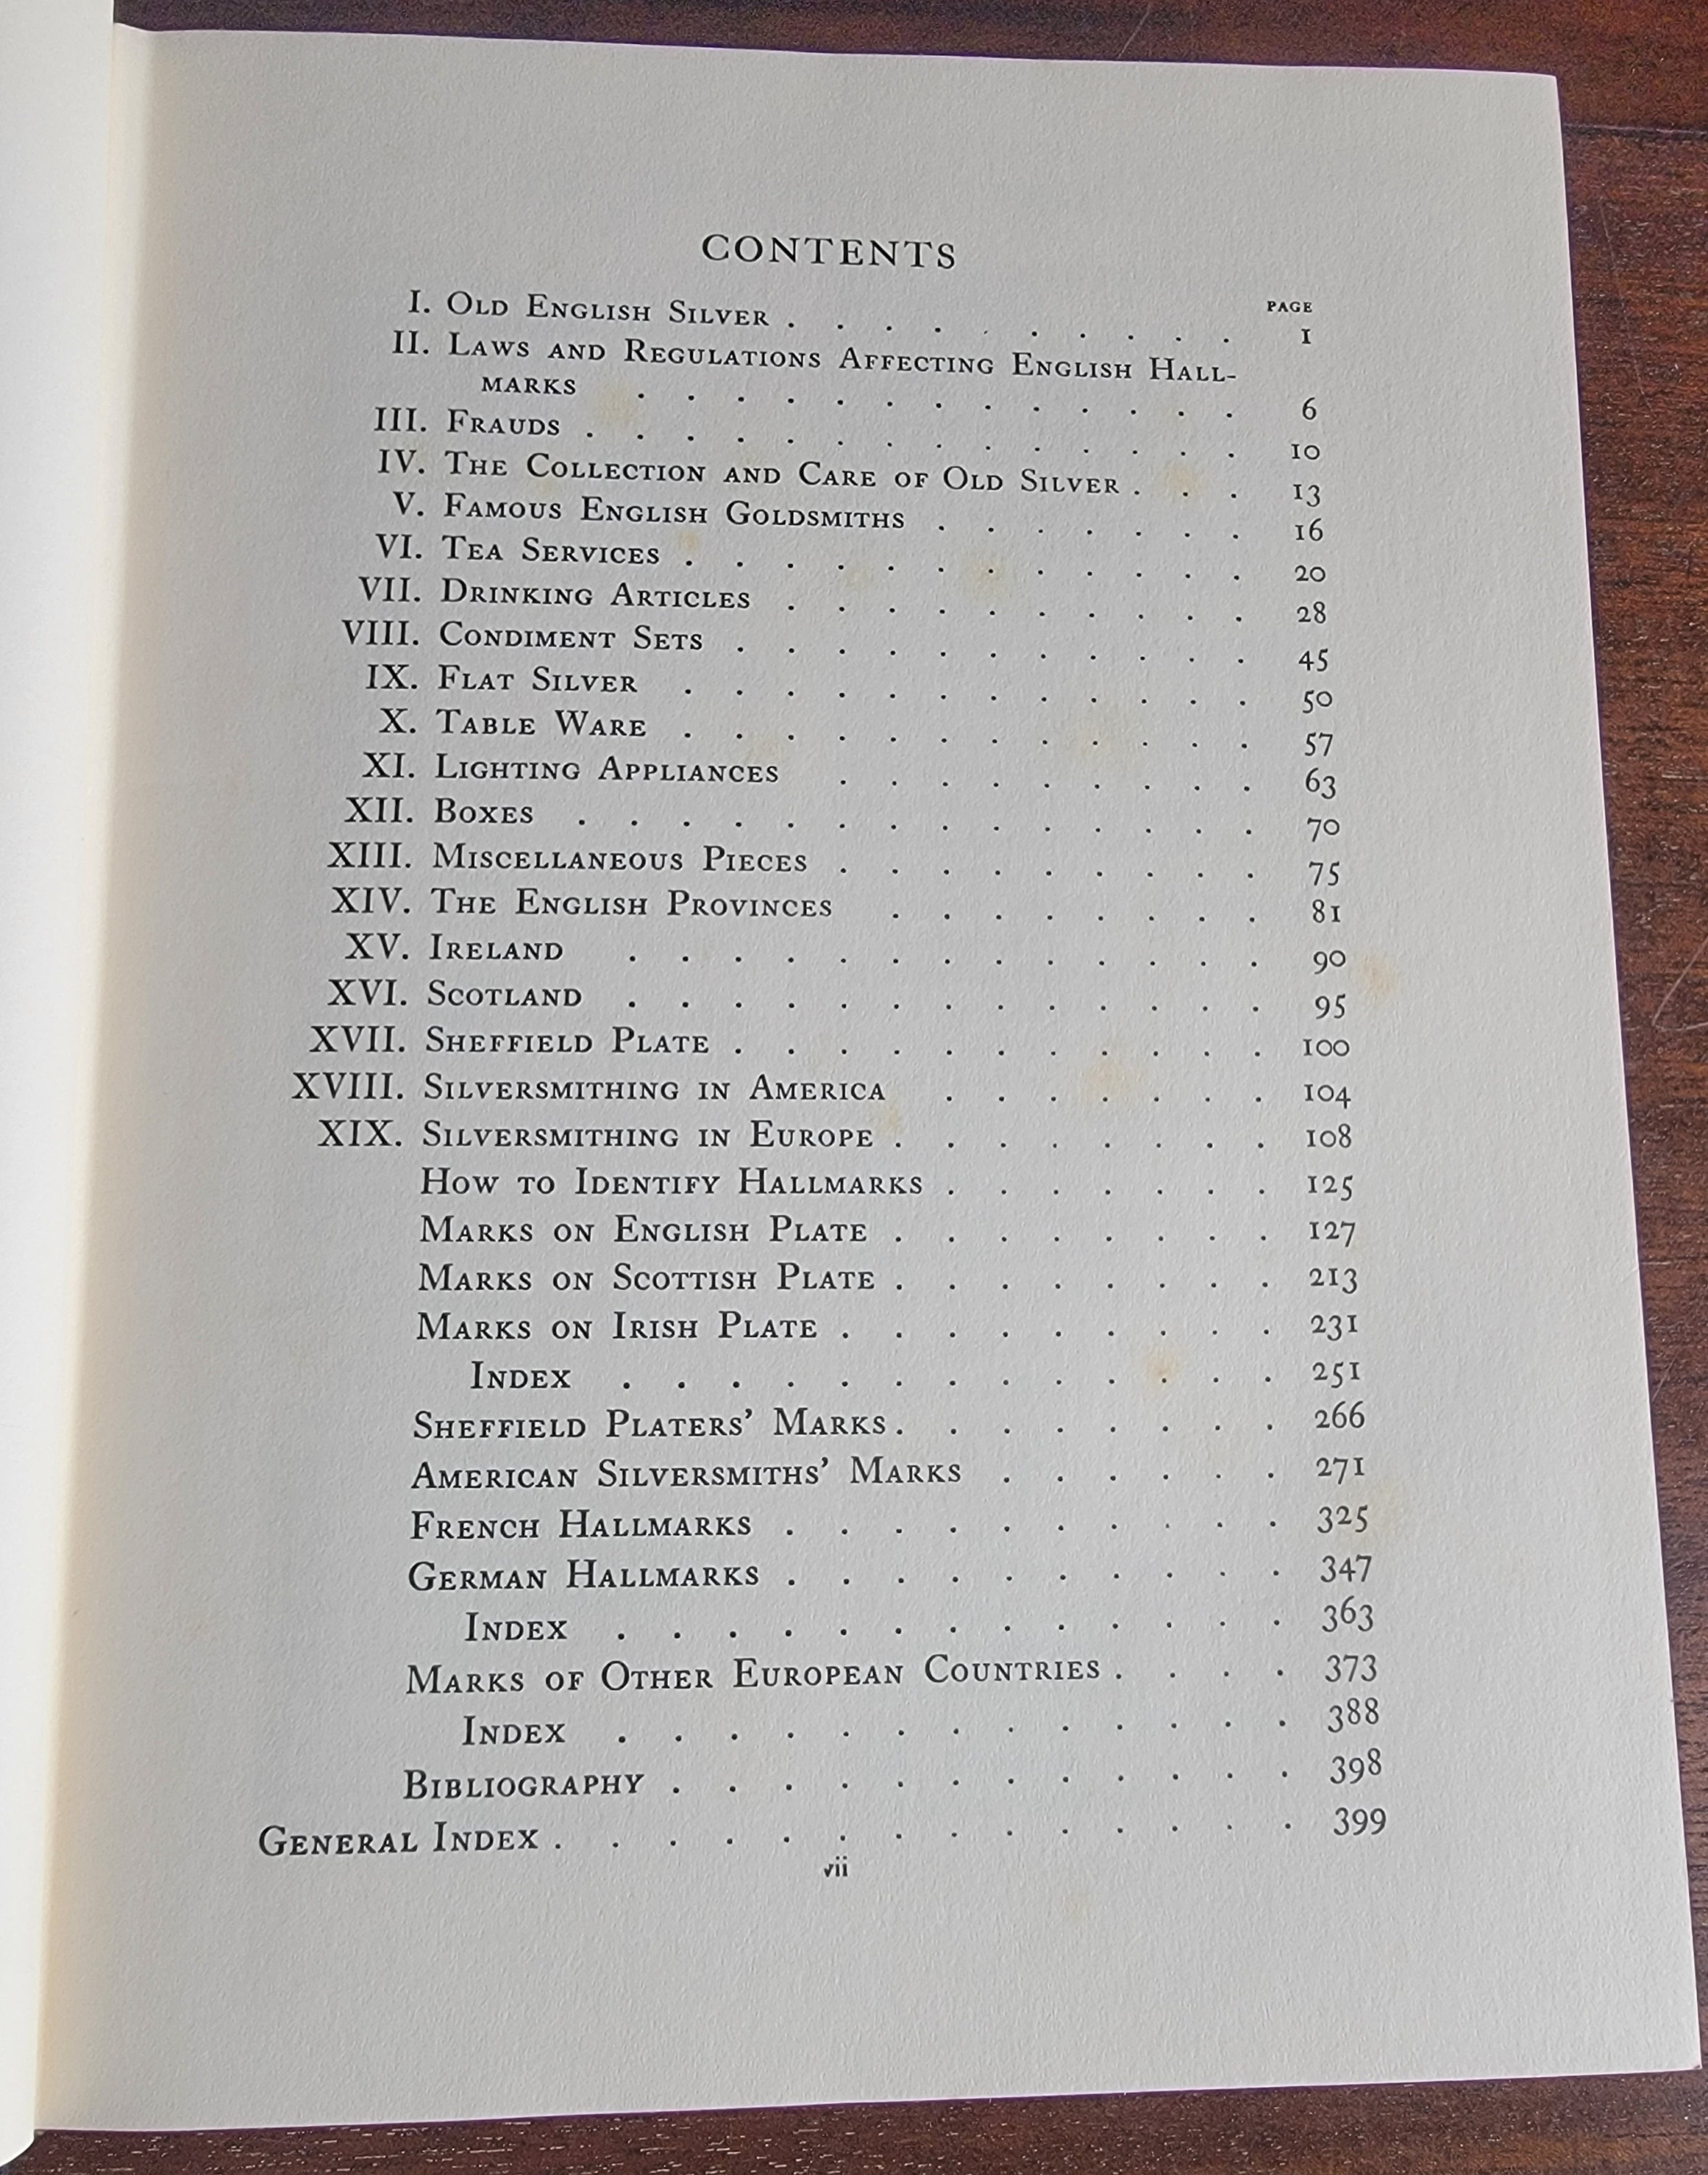 CONTENTS
PAGE
I. OLD ENGLISH SILVER . . . . . . . . . . 1
II. LAWS AND REGULATIONS AFFECTING ENGLISH HALL-
MARKS . . . . . . . . . . . . . 6
III. FRAUDS . . . . . . . . . . . . . . 10
IV. THE COLLECTION AND CARE OF OLD SILVER . . . 13
V. FAMOUS ENGLISH GOLDSMITHS . . . . . . . 16
VI. TEA SERVICES . . . . . . . . . . . . 20
VII. DRINKING ARTICLES . . . . . . . . . . 28
VIII. CONDIMENT SETS . . . . . . . . . . . 45
IX. FLAT SILVER . . . . . . . . . . . . 50
X. TABLE WARE . . . . . . . . . . . . 57
XI. LIGHTING APPLIANCES . . . . . . . . . 63
XII. BOXES . . . . . . . . . . . . . . 70
XIII. MISCELLANEOUS PIECES . . . . . . . . . 75
XIV. THE ENGLISH PROVINCES . . . . . . . . 81
XV. IRELAND . . . . . . . . . . . . . 90
XVI. SCOTLAND . . . . . . . . . . . . . 95
XVII. SHEFFIELD PLATE . . . . . . . . . . . 100
XVIII. SILVERSMITHING IN AMERICA . . . . . . . 104
XIX. SILVERSMITHING IN EUROPE . . . . . . . . 108
HOW TO IDENTIFY HALLMARKS . . . . . . . 125
MARKS ON ENGLISH PLATE . . . . . . . . 127
MARKS ON SCOTTISH PLATE . . . . . . . . 213
MARKS ON IRISH PLATE . . . . . . . . . 231
INDEX . . . . . . . . . . . . . 251
SHEFFIELD PLATERS' MARKS . . . . . . . . 266
AMERICAN SILVERSMITHS' MARKS . . . . . . 271
FRENCH HALLMARKS . . . . . . . . . . 325
GERMAN HALLMARKS . . . . . . . . . . 347
INDEX . . . . . . . . . . . . . 363
MARKS OF OTHER EUROPEAN COUNTRIES . . . . 373
INDEX . . . . . . . . . . . . . 388
BIBLIOGRAPHY . . . . . . . . . . . . 398
GENERAL INDEX . . . . . . . . . . . . . . 399
vii